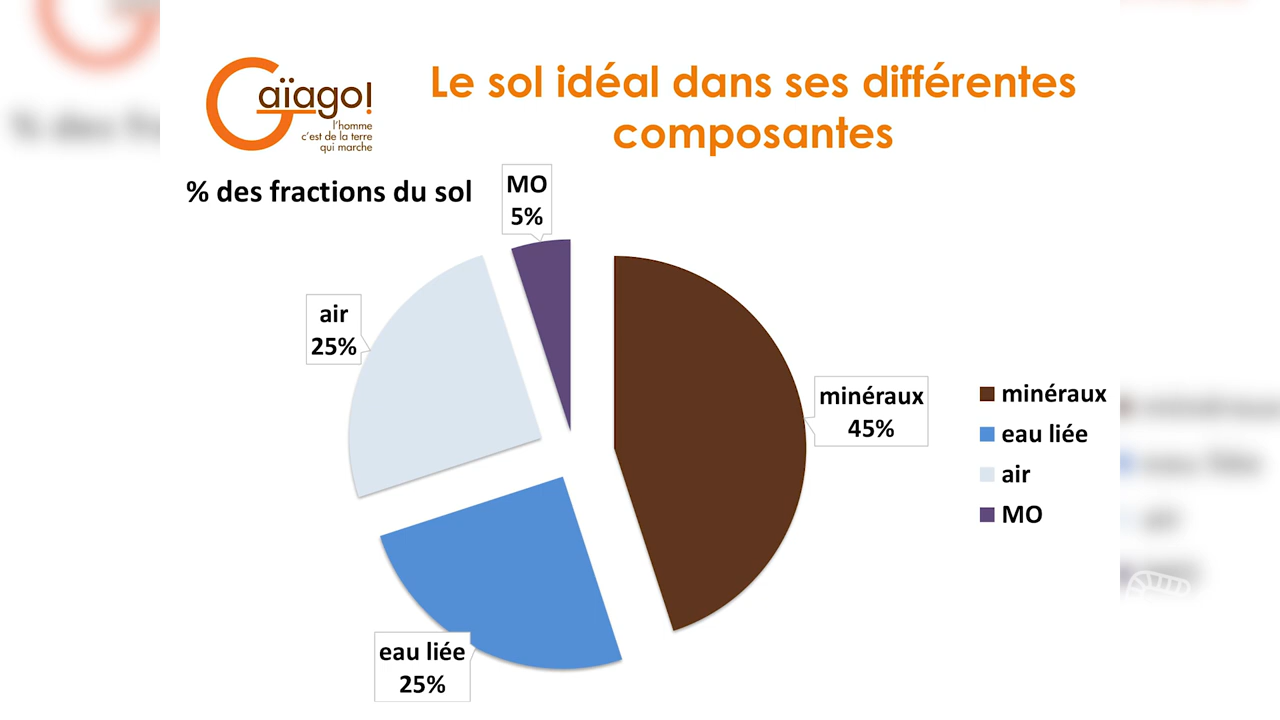 Gaïago!
l'homme
c'est de la terre
qui marche
Le sol idéal dans ses différentes
composantes
% des fractions du sol
MO
5%
air
25%
minéraux
45%
eau liée
25%
minéraux
eau liée
air
MO